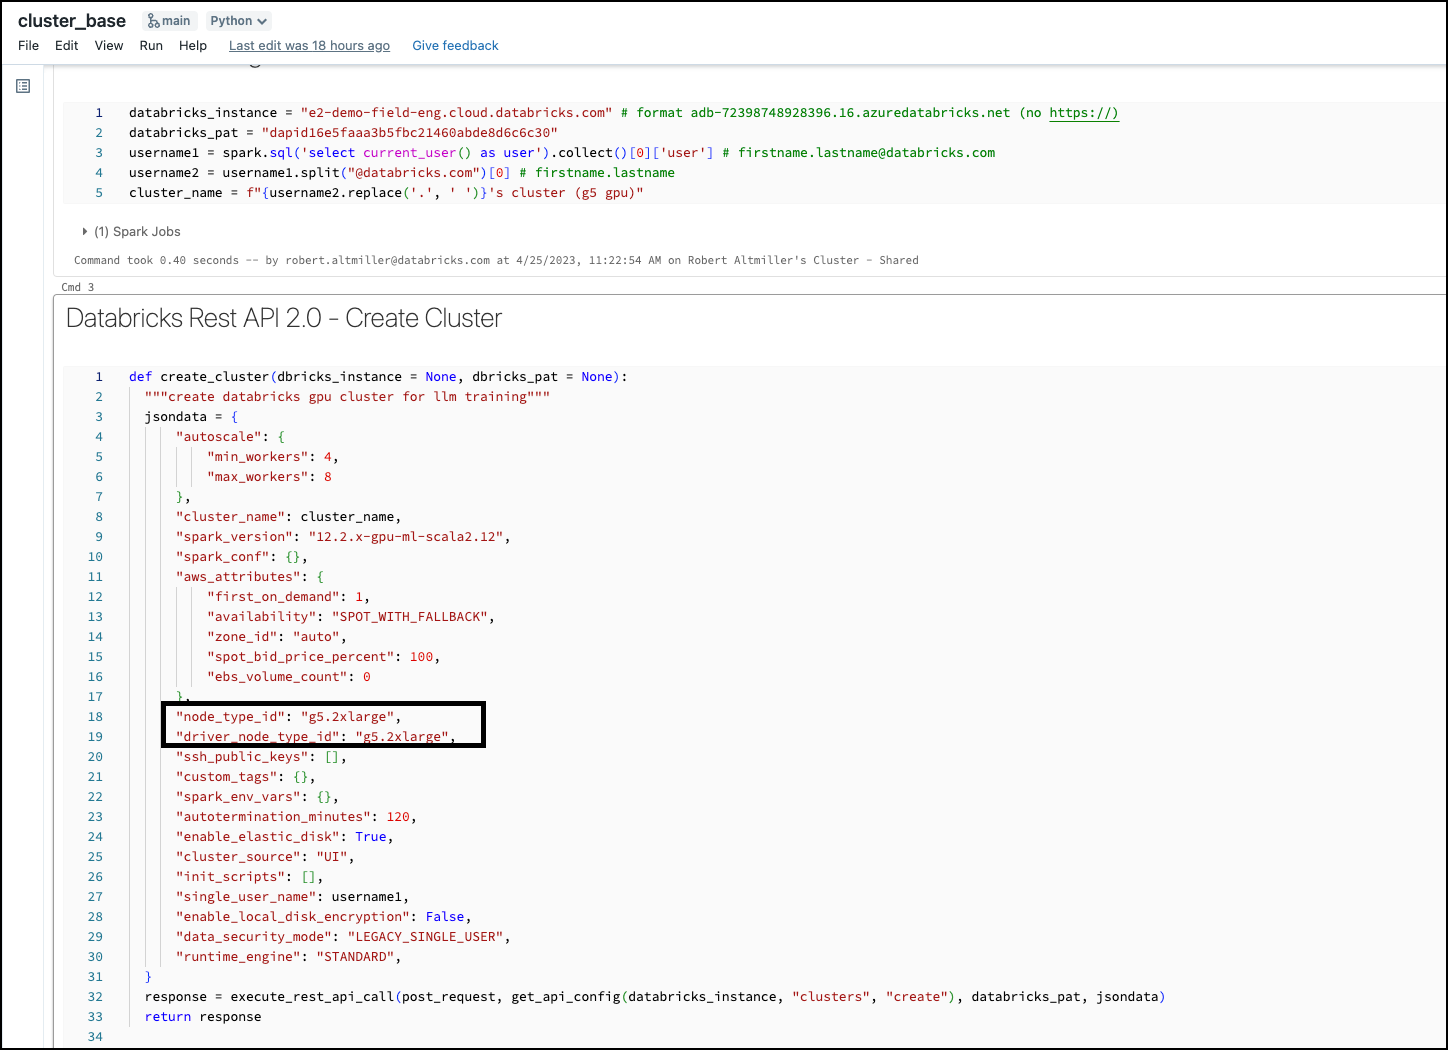 cluster_base main Python
File Edit View Run Help Last edit was 18 hours ago Give feedback
1 databricks_instance = "e2-demo-field-eng.cloud.databricks.com" # format adb-72398748928396.16.azuredatabricks.net (no https://)
2 databricks_pat = "dapid16e5faaa3b5fbc21460abde8d6c6c30"
3 username1 = spark.sql('select current_user() as user').collect()[0]['user'] # firstname.lastname@databricks.com
4 username2 = username1.split("@databricks.com")[0] # firstname.lastname
5 cluster_name = f"{username2.replace('.', ' ')}'s cluster (g5 gpu)"
(1) Spark Jobs
Command took 0.40 seconds -- by robert.altmiller@databricks.com at 4/25/2023, 11:22:54 AM on Robert Altmiller's Cluster - Shared
Cmd 3
Databricks Rest API 2.0 - Create Cluster
1 def create_cluster(dbricks_instance = None, dbricks_pat = None):
2 """create databricks gpu cluster for llm training"""
3 jsondata = {
4 "autoscale": {
5 "min_workers": 4,
6 "max_workers": 8
7 },
8 "cluster_name": cluster_name,
9 "spark_version": "12.2.x-gpu-ml-scala2.12",
10 "spark_conf": {},
11 "aws_attributes": {
12 "first_on_demand": 1,
13 "availability": "SPOT_WITH_FALLBACK",
14 "zone_id": "auto",
15 "spot_bid_price_percent": 100,
16 "ebs_volume_count": 0
17 },
18 "node_type_id": "g5.2xlarge",
19 "driver_node_type_id": "g5.2xlarge",
20 "ssh_public_keys": [],
21 "custom_tags": {},
22 "spark_env_vars": {},
23 "autotermination_minutes": 120,
24 "enable_elastic_disk": True,
25 "cluster_source": "UI",
26 "init_scripts": [],
27 "single_user_name": username1,
28 "enable_local_disk_encryption": False,
29 "data_security_mode": "LEGACY_SINGLE_USER",
30 "runtime_engine": "STANDARD",
31 }
32 response = execute_rest_api_call(post_request, get_api_config(databricks_instance, "clusters", "create"), databricks_pat, jsondata)
33 return response
34